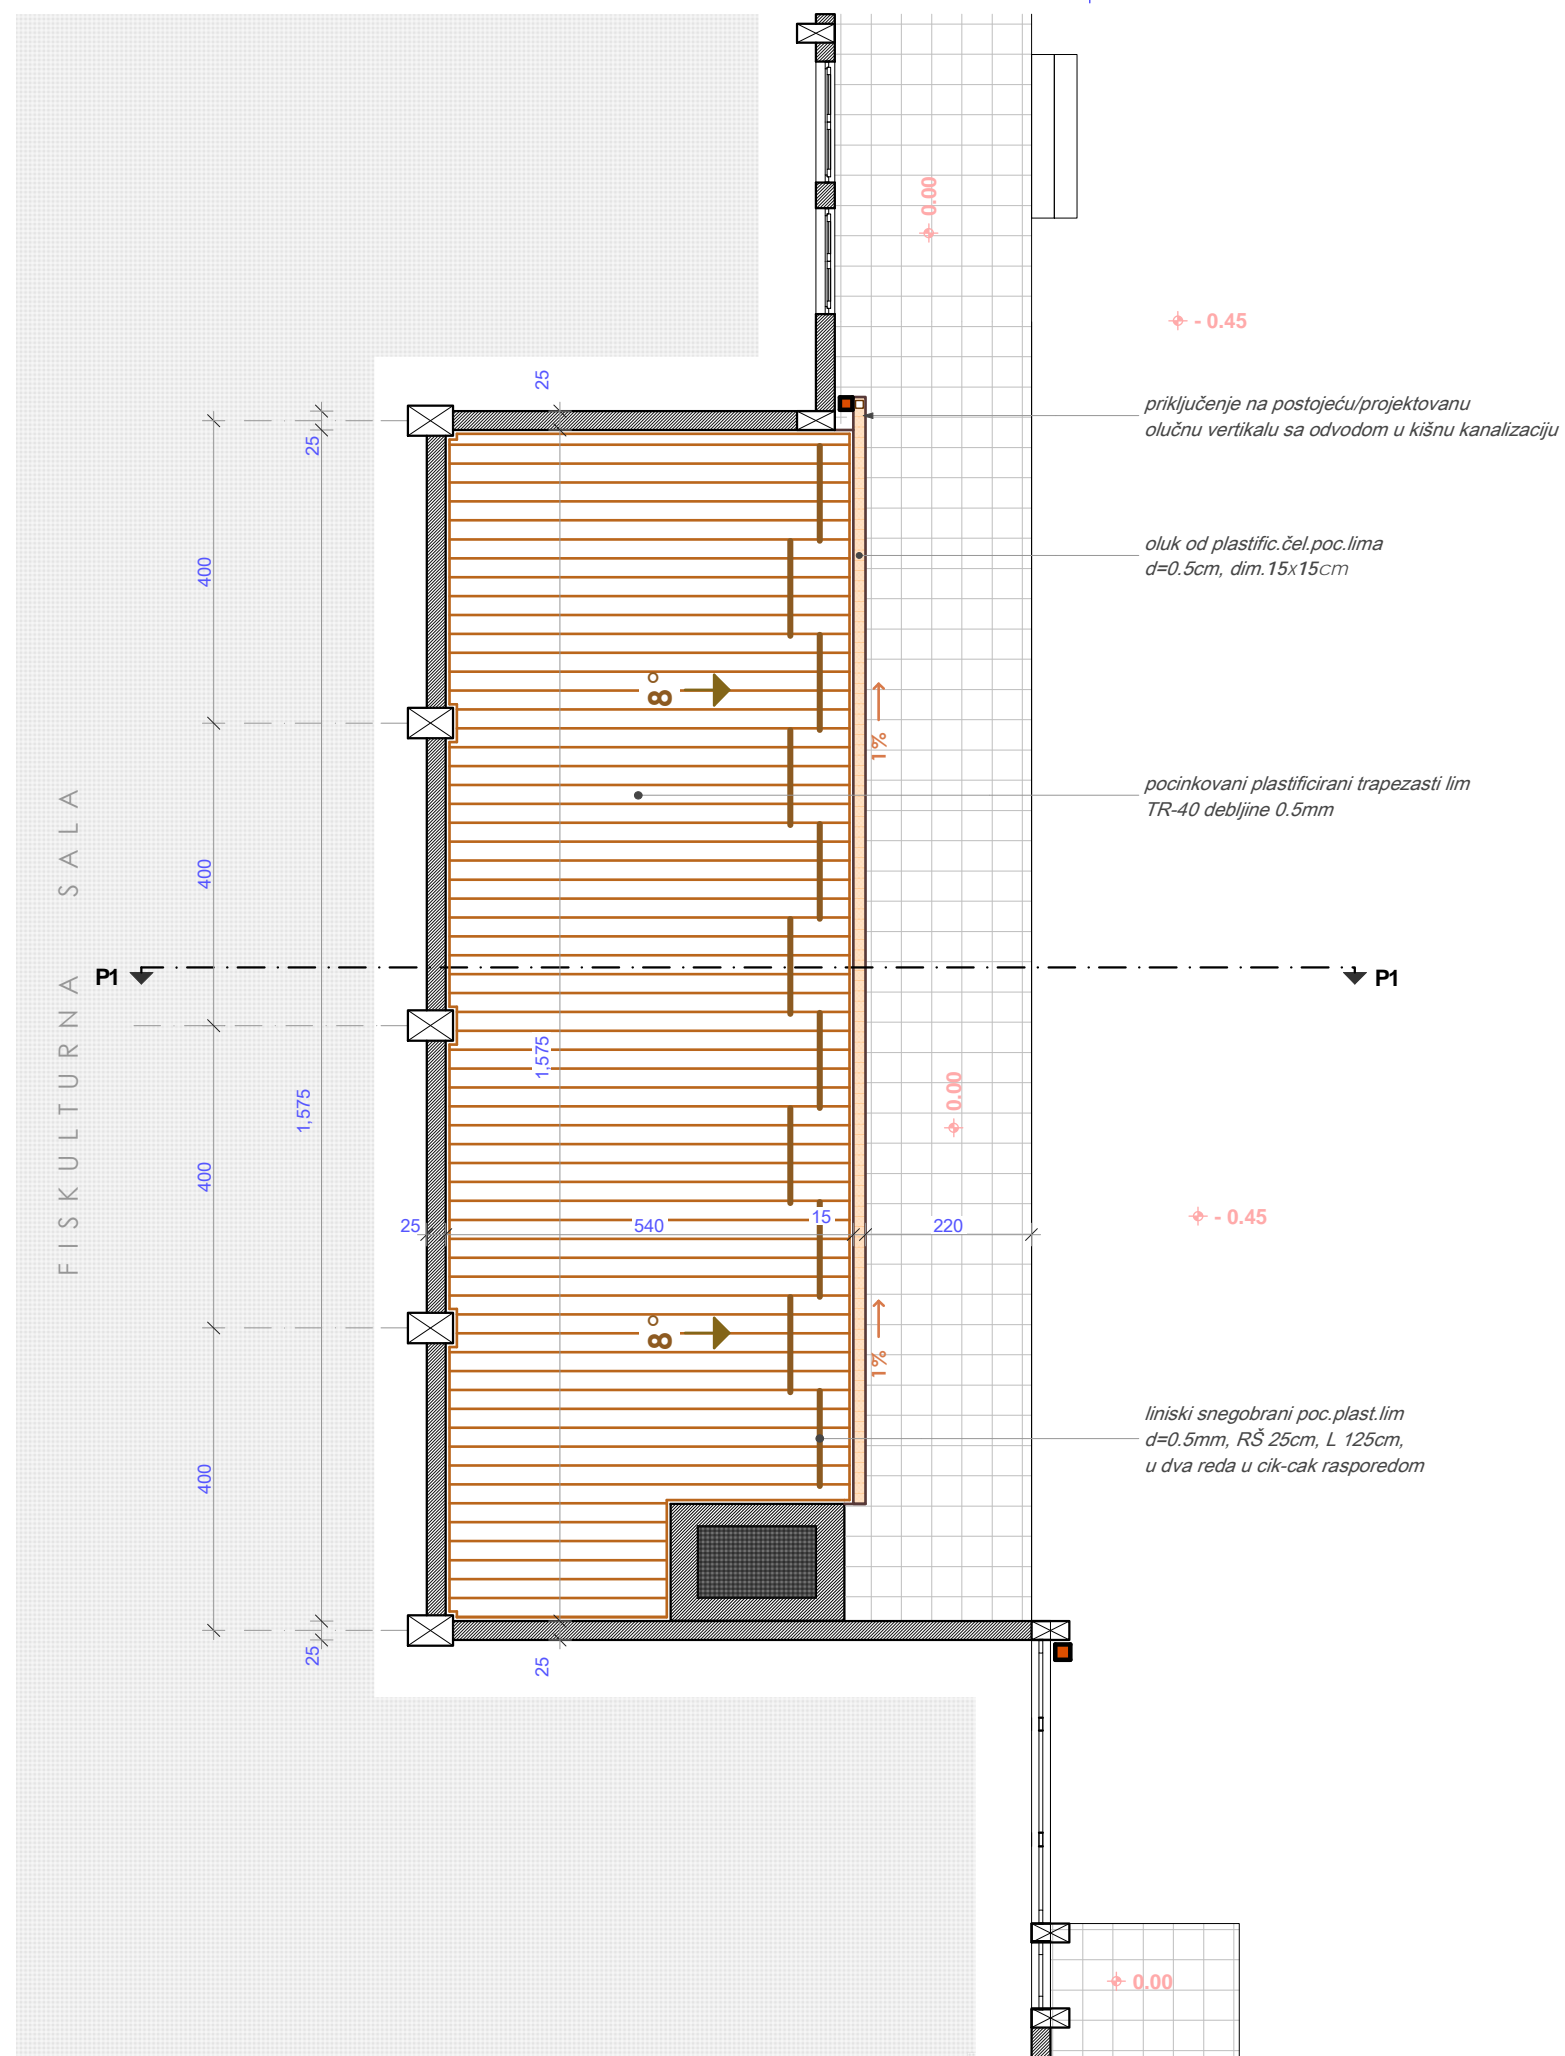 0.00
- 0.45
25
25
priključenje na postojeću/projektovanu
olučnu vertikalu sa odvodom u kišnu kanalizaciju
400
oluk od plastific.čel.poc.lima
d=0.5cm, dim.15x15cm
8°
1%
400
pocinkovani plastificirani trapezasti lim
TR-40 debljine 0.5mm
FISKULTURNA SALA
P1
P1
1,575
1,575
0.00
400
25
540
15
220
- 0.45
8°
1%
400
liniski snegobrani poc.plast.lim
d=0.5mm, RŠ 25cm, L 125cm,
u dva reda u cik-cak rasporedom
25
25
0.00